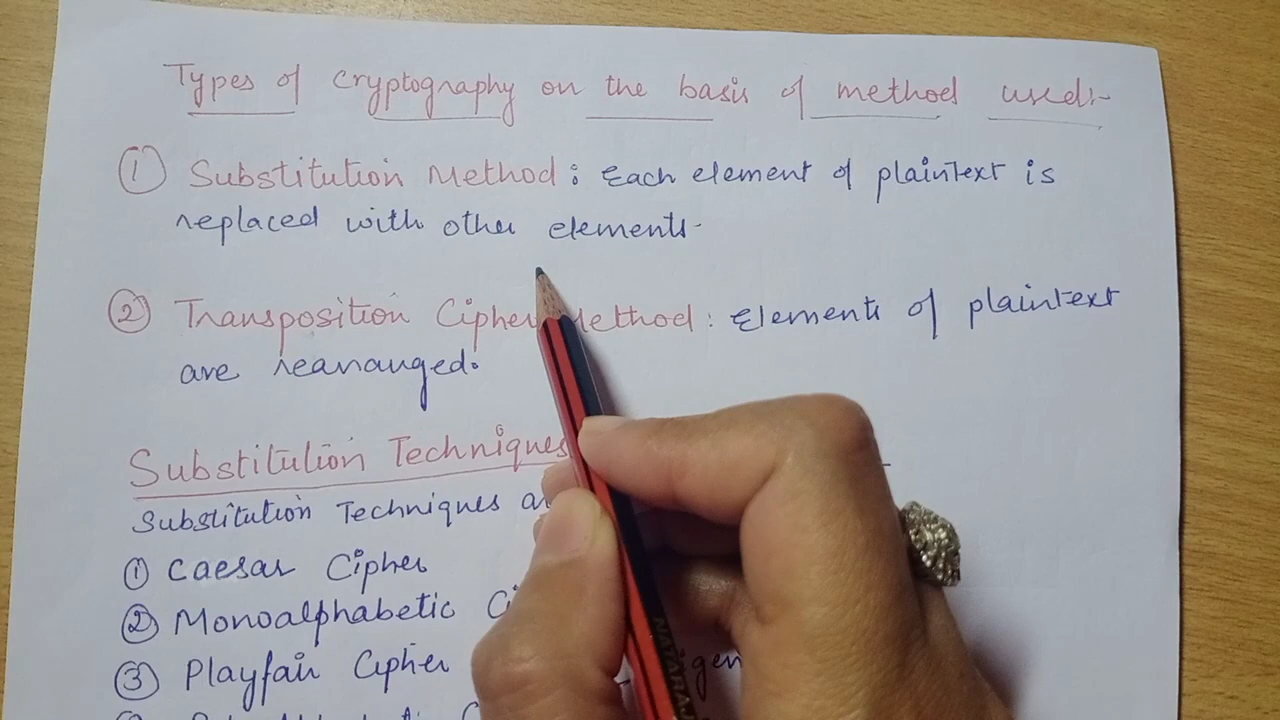 Types of cryptography on the basis of method used:-
① Substitution Method : Each element of plaintext is
replaced with other elements.
② Transposition Cipher Method : Elements of plaintext
are rearranged.
Substitution Techniques
Substitution Techniques
① Caesar Cipher
② Monoalphabetic
③ Playfair Cipher
NATARAJ